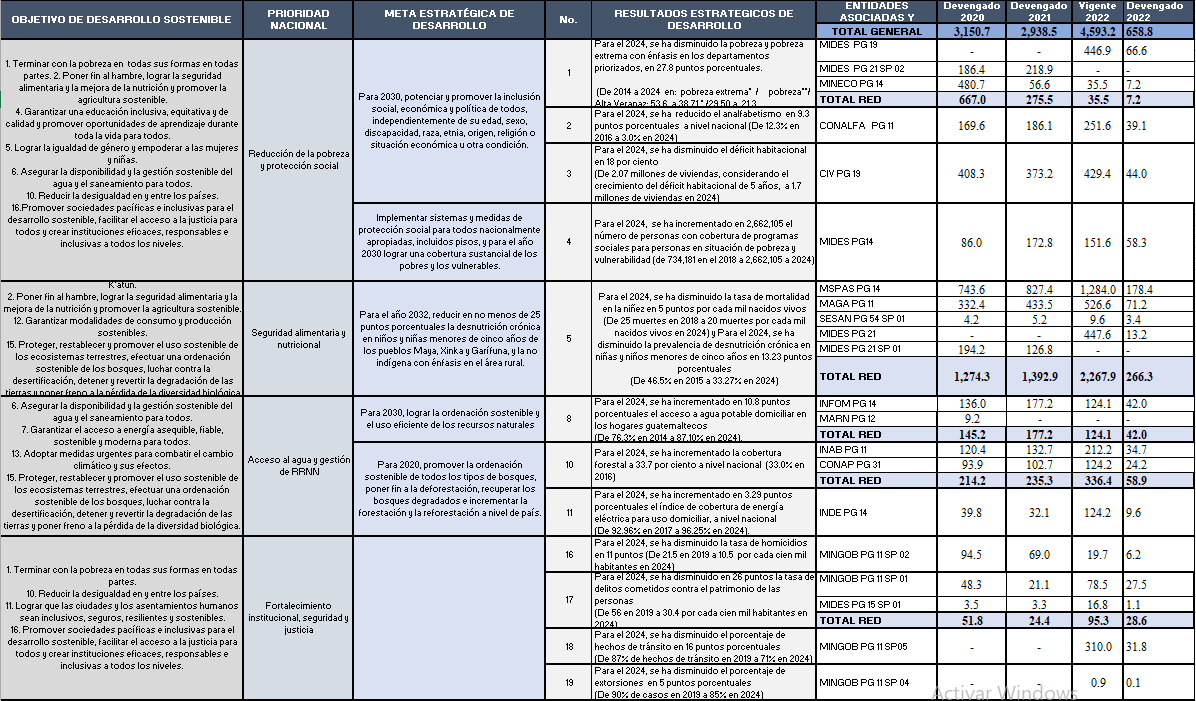 OBJETIVO DE DESARROLLO SOSTENIBLE
PRIORIDAD
NACIONAL
META ESTRATÉGICA DE
DESARROLLO
No.
RESULTADOS ESTRATEGICOS DE
DESARROLLO
ENTIDADES
ASOCIADAS Y
Devengado
2020
Devengado
2021
Vigente
2022
Devengado
2022
TOTAL GENERAL 3,150.7 2,938.5 4,593.2 658.8
1. Terminar con la pobreza en todas sus formas en todas
partes. 2. Poner fin al hambre, lograr la seguridad
alimentaria y la mejora de la nutrición y promover la
agricultura sostenible.
4. Garantizar una educación inclusiva, equitativa y de
calidad y promover oportunidades de aprendizaje durante
toda la vida para todos.
5. Lograr la igualdad de género y empoderar a las mujeres
y niñas.
6. Asegurar la disponibilidad y la gestión sostenible del
agua y el saneamiento para todos.
10. Reducir la desigualdad en y entre los países.
16.Promover sociedades pacíficas e inclusivas para el
desarrollo sostenible, facilitar el acceso a la justicia para
todos y crear instituciones eficaces, responsables e
inclusivas a todos los niveles.
Reducción de la pobreza
y protección social
Para 2030, potenciar y promover la inclusión
social, económica y política de todos,
independientemente de su edad, sexo,
discapacidad, raza, etnia, origen, religión o
situación económica u otra condición.
1
Para el 2024, se ha disminuido la pobreza y pobreza
extrema con énfasis en los departamentos
priorizados, en 27.8 puntos porcentuales.
(De 2014 a 2024 en: pobreza extrema* / pobreza**/
Alta Verapaz: 53.6 a 38.71* /29.50 a 21.3
MIDES PG 19 - - 446.9 66.6
MIDES PG 21 SP 02 186.4 218.9 - -
MINECO PG 14 480.7 56.6 35.5 7.2
TOTAL RED 667.0 275.5 35.5 7.2
2
Para el 2024, se ha reducido el analfabetismo en 9.3
puntos porcentuales a nivel nacional (De 12.3% en
2016 a 3.0% en 2024)
CONALFA PG 11 169.6 186.1 251.6 39.1
3
Para el 2024, se ha disminuido el déficit habitacional
en 18 por ciento
(De 2.07 millones de viviendas, considerando el
crecimiento del déficit habitacional de 5 años, a 1.7
millones de viviendas en 2024)
CIV PG 19 408.3 373.2 429.4 44.0
Implementar sistemas y medidas de
protección social para todos nacionalmente
apropiadas, incluidos pisos, y para el año
2030 lograr una cobertura sustancial de los
pobres y los vulnerables.
4
Para el 2024, se ha incrementado en 2,662,105 el
número de personas con cobertura de programas
sociales para personas en situación de pobreza y
vulnerabilidad (de 734,181 en el 2018 a 2,662,105 a 2024)
MIDES PG14 86.0 172.8 151.6 58.3
K'atun.
2. Poner fin al hambre, lograr la seguridad alimentaria y la
mejora de la nutrición y promover la agricultura sostenible.
12. Garantizar modalidades de consumo y producción
sostenibles.
15. Proteger, restablecer y promover el uso sostenible de
los ecosistemas terrestres, efectuar una ordenación
sostenible de los bosques, luchar contra la
desertificación, detener y revertir la degradación de las
tierras y poner freno a la pérdida de la diversidad biológica
Seguridad alimentaria y
nutricional
Para el año 2032, reducir en no menos de 25
puntos porcentuales la desnutrición crónica
en niños y niñas menores de cinco años de
los pueblos Maya, Xinka y Garífuna, y la no
indígena con énfasis en el área rural.
5
Para el 2024, se ha disminuido la tasa de mortalidad
en la niñez en 5 puntos por cada mil nacidos vivos
(De 25 muertes en 2018 a 20 muertes por cada mil
nacidos vivos en 2024) y Para el 2024, se ha
disminuido la prevalencia de desnutrición crónica en
niñas y niños menores de cinco años en 13.23 puntos
porcentuales
(De 46.5% en 2015 a 33.27% en 2024)
MSPAS PG 14 743.6 827.4 1,284.0 178.4
MAGA PG 11 332.4 433.5 526.6 71.2
SESAN PG 54 SP 01 4.2 5.2 9.6 3.4
MIDES PG 21 - - 447.6 13.2
MIDES PG 21 SP 01 194.2 126.8 - -
TOTAL RED 1,274.3 1,392.9 2,267.9 266.3
6. Asegurar la disponibilidad y la gestión sostenible del
agua y el saneamiento para todos.
7. Garantizar el acceso a energía asequible, fiable,
sostenible y moderna para todos.
13. Adoptar medidas urgentes para combatir el cambio
climático y sus efectos.
15. Proteger, restablecer y promover el uso sostenible de
los ecosistemas terrestres, efectuar una ordenación
sostenible de los bosques, luchar contra la
desertificación, detener y revertir la degradación de las
tierras y poner freno a la pérdida de la diversidad biológica.
Acceso al agua y gestión
de RRNN
Para 2030, lograr la ordenación sostenible y
el uso eficiente de los recursos naturales
8
Para el 2024, se ha incrementado en 10.8 puntos
porcentuales el acceso a agua potable domiciliar en
los hogares guatemaltecos
(De 76.3% en 2014 a 87.10% en 2024).
INFOM PG 14 136.0 177.2 124.1 42.0
MARN PG 12 9.2 - - -
TOTAL RED 145.2 177.2 124.1 42.0
Para 2020, promover la ordenación
sostenible de todos los tipos de bosques,
poner fin a la deforestación, recuperar los
bosques degradados e incrementar la
forestación y la reforestación a nivel de país.
10
Para el 2024, se ha incrementado la cobertura
forestal a 33.7 por ciento a nivel nacional (33.0% en
2016)
INAB PG 11 120.4 132.7 212.2 34.7
CONAP PG 31 93.9 102.7 124.2 24.2
TOTAL RED 214.2 235.3 336.4 58.9
11
Para el 2024, se ha incrementado en 3.29 puntos
porcentuales el índice de cobertura de energía
eléctrica para uso domiciliar, a nivel nacional
(De 92.96% en 2017 a 96.25% en 2024).
INDE PG 14 39.8 32.1 124.2 9.6
1. Terminar con la pobreza en todas sus formas en todas
partes.
10. Reducir la desigualdad en y entre los países.
11. Lograr que las ciudades y los asentamientos humanos
sean inclusivos, seguros, resilientes y sostenibles.
16. Promover sociedades pacíficas e inclusivas para el
desarrollo sostenible, facilitar el acceso a la justicia para
todos y crear instituciones eficaces, responsables e
inclusivas a todos los niveles.
Fortalecimiento
institucional, seguridad y
justicia
16
Para el 2024, se ha disminuido la tasa de homicidios
en 11 puntos (De 21.5 en 2019 a 10.5 por cada cien mil
habitantes en 2024)
MINGOB PG 11 SP 02 94.5 69.0 19.7 6.2
17
Para el 2024, se ha disminuido en 26 puntos la tasa de
delitos cometidos contra el patrimonio de las
personas
(De 56 en 2019 a 30.4 por cada cien mil habitantes en
2024)
MINGOB PG 11 SP 01 48.3 21.1 78.5 27.5
MIDES PG 15 SP 01 3.5 3.3 16.8 1.1
TOTAL RED 51.8 24.4 95.3 28.6
18
Para el 2024, se ha disminuido el porcentaje de
hechos de tránsito en 16 puntos porcentuales
(De 87% de hechos de tránsito en 2019 a 71% en 2024)
MINGOB PG 11 SP05 - - 310.0 31.8
19
Para el 2024, se ha disminuido el porcentaje de
extorsiones en 5 puntos porcentuales
(De 90% de casos en 2019 a 85% en 2024)
MINGOB PG 11 SP 04 - - 0.9 0.1
Activar Windows